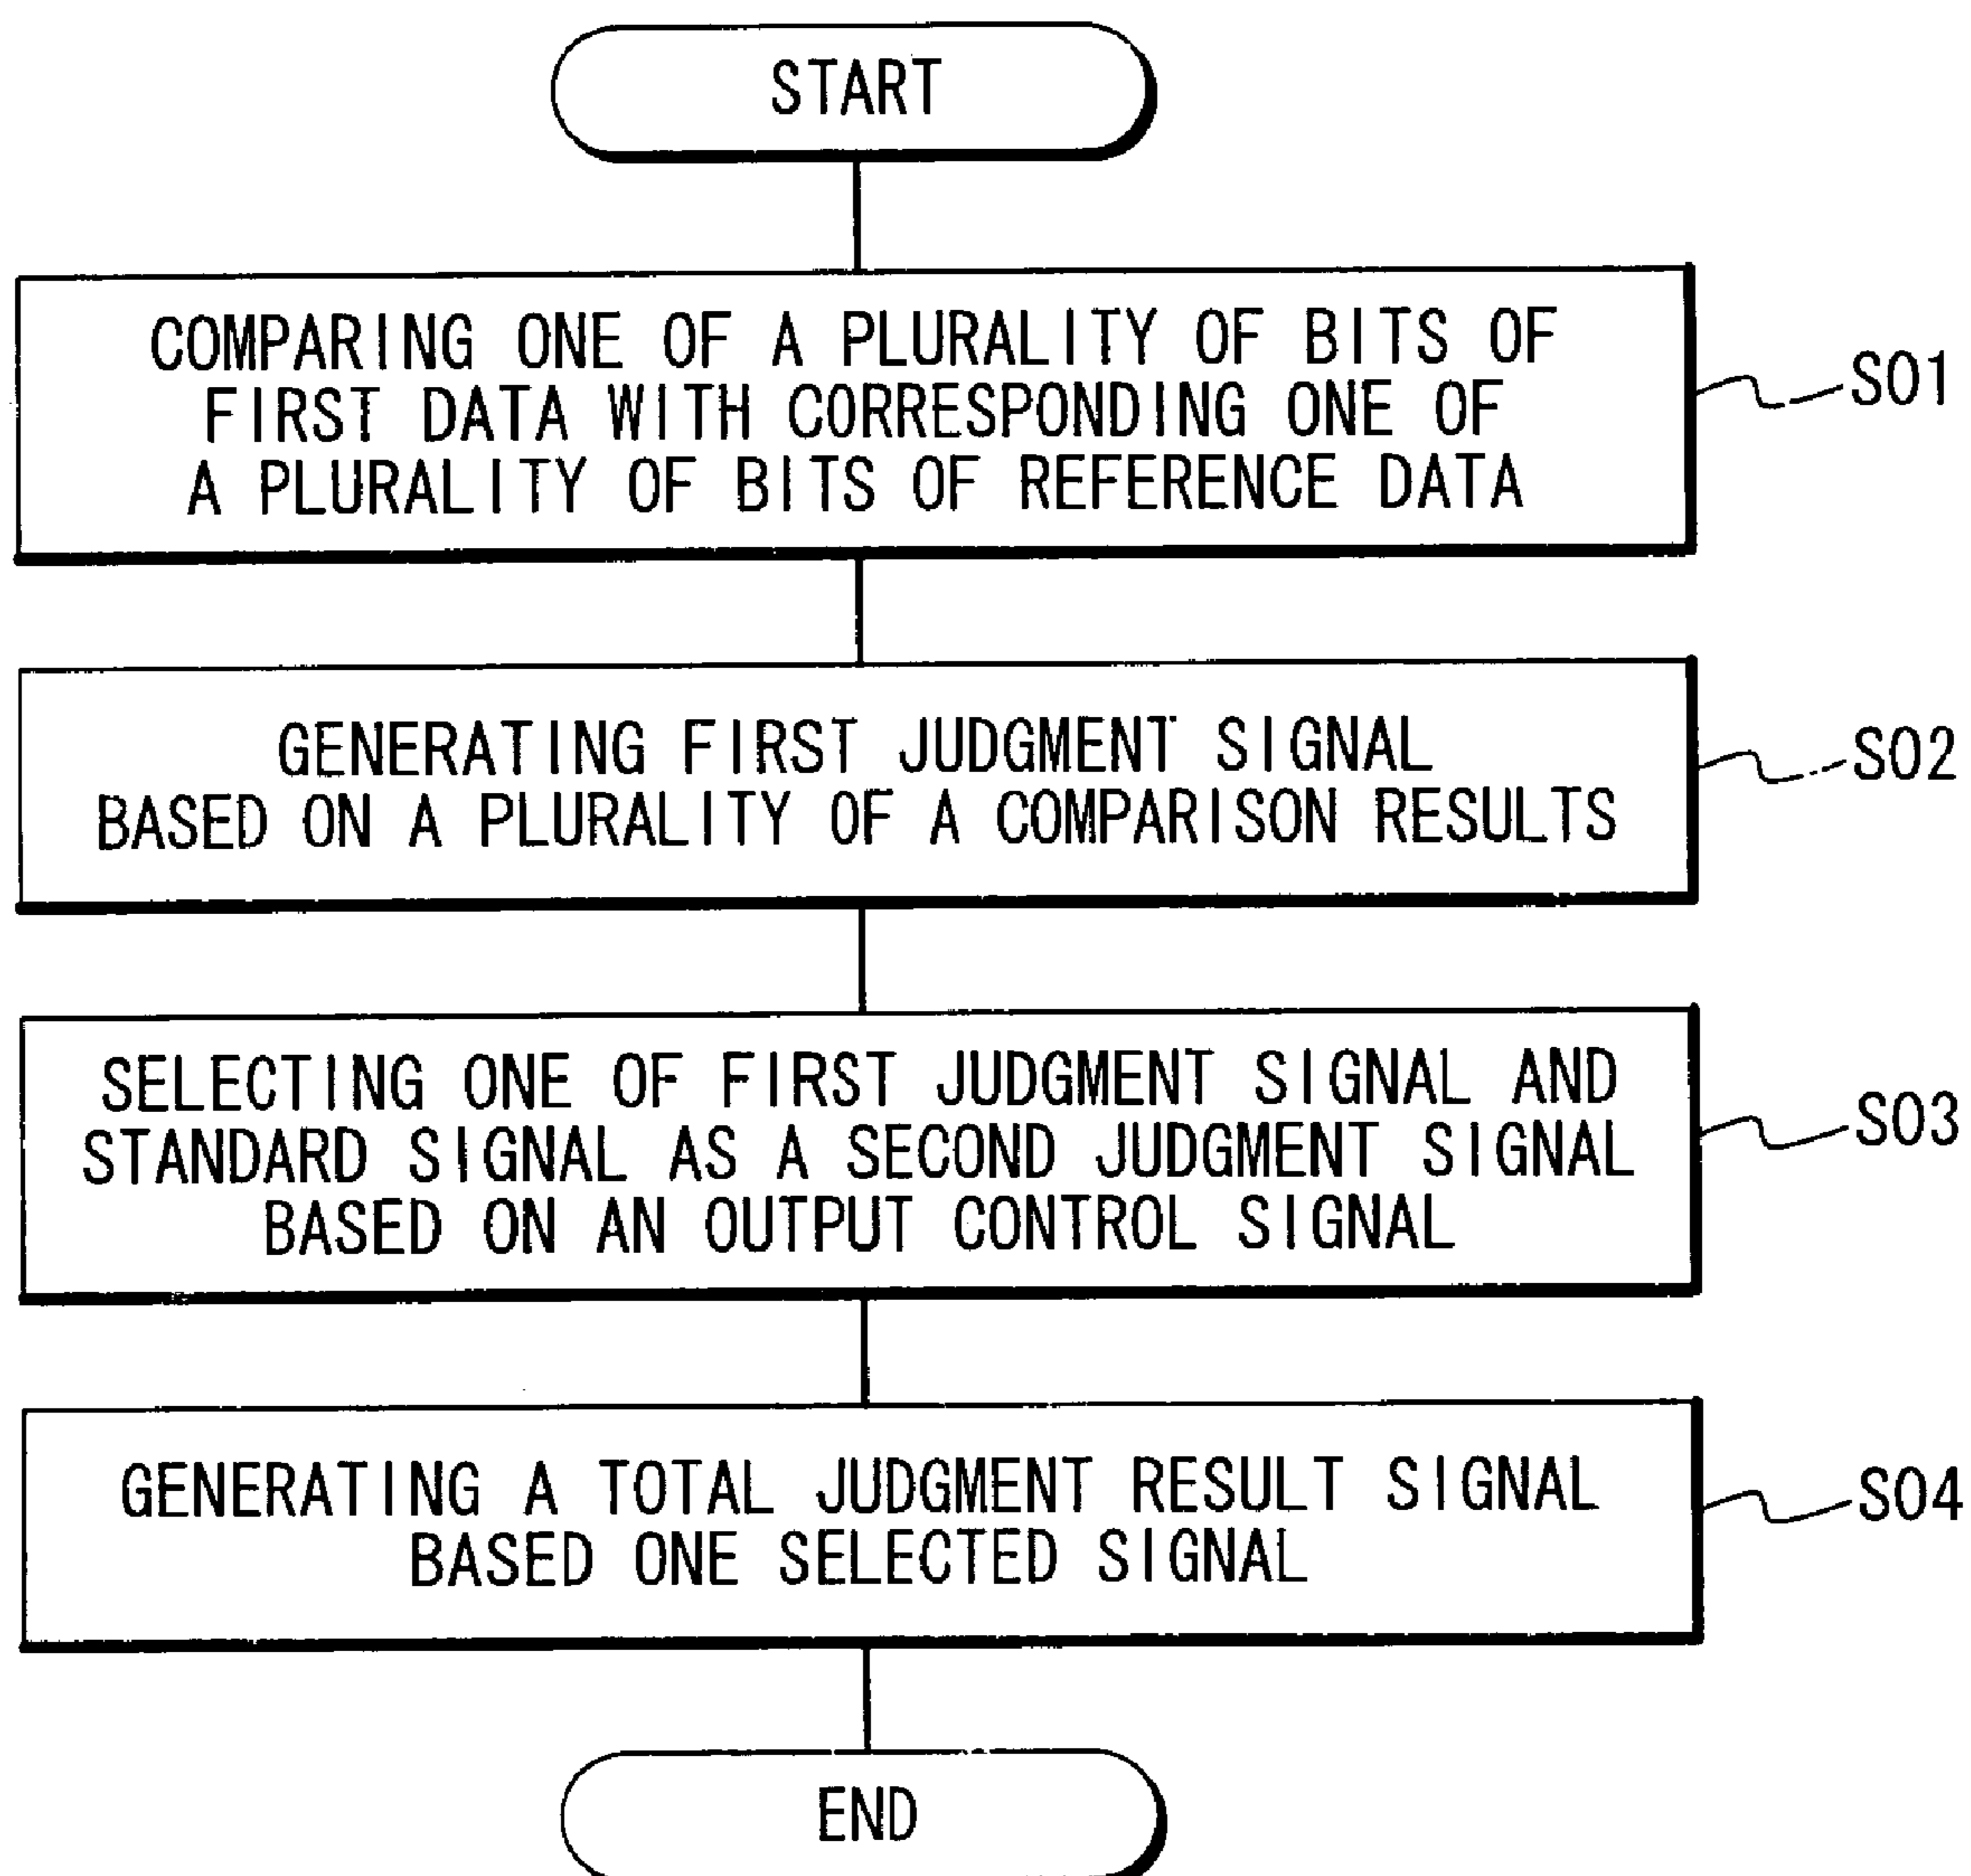 START
COMPARING ONE OF A PLURALITY OF BITS OF
FIRST DATA WITH CORRESPONDING ONE OF
A PLURALITY OF BITS OF REFERENCE DATA
S01
GENERATING FIRST JUDGMENT SIGNAL
BASED ON A PLURALITY OF A COMPARISON RESULTS
S02
SELECTING ONE OF FIRST JUDGMENT SIGNAL AND
STANDARD SIGNAL AS A SECOND JUDGMENT SIGNAL
BASED ON AN OUTPUT CONTROL SIGNAL
S03
GENERATING A TOTAL JUDGMENT RESULT SIGNAL
BASED ONE SELECTED SIGNAL
S04
END